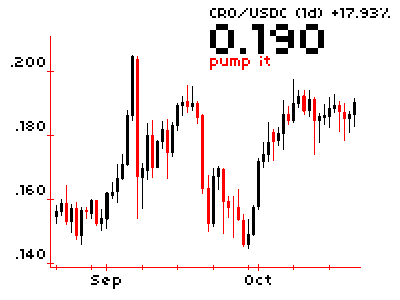 CRO/USDC (1d) +17.93%
0.190
pump it
.200
.180
.160
.140
Sep Oct